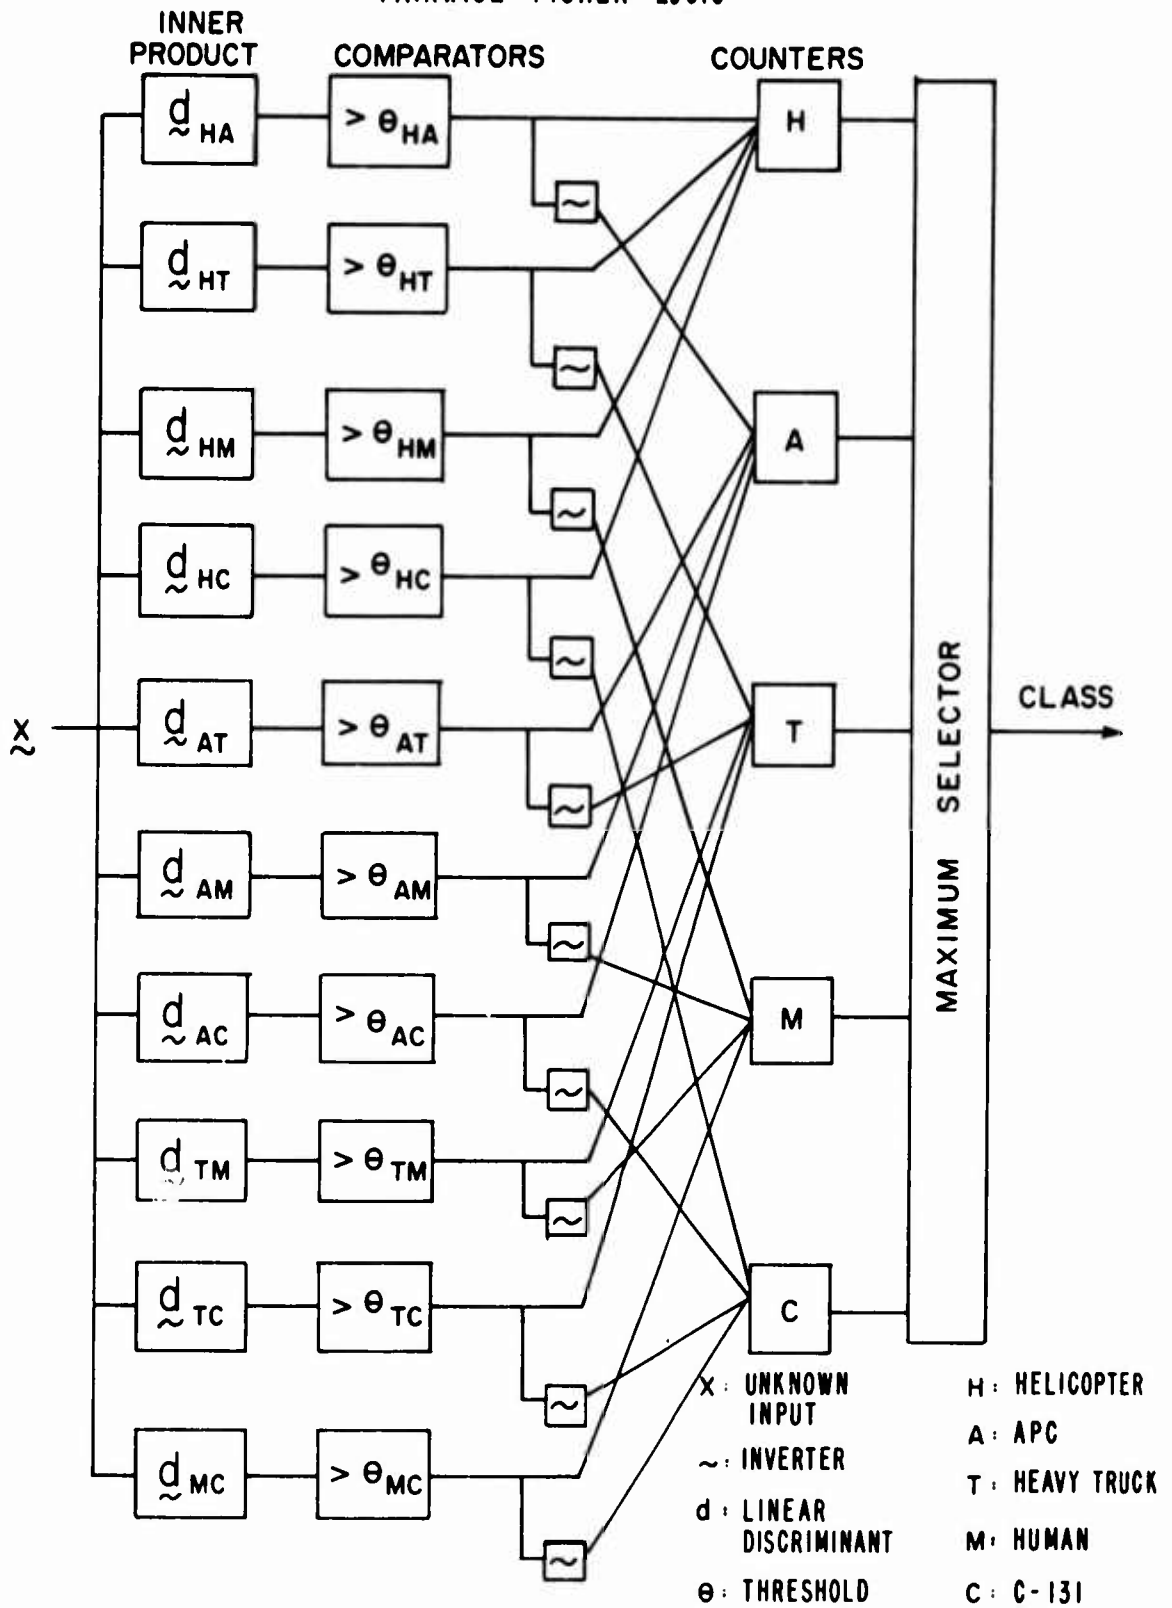 INNER
PRODUCT COMPARATORS COUNTERS
d HA > θ HA H
~
~
d HT > θ HT
~
~
d HM > θ HM A
~
~
d HC > θ HC
~
~
x d AT > θ AT T CLASS
~ ~
~
d AM > θ AM
~
~
d AC > θ AC M
~
~
d TM > θ TM
~
d TC > θ TC C
~
~
d MC > θ MC
~
~
MAXIMUM SELECTOR
X: UNKNOWN
INPUT
~: INVERTER
d: LINEAR
DISCRIMINANT
θ: THRESHOLD
H: HELICOPTER
A: APC
T: HEAVY TRUCK
M: HUMAN
C: C-131